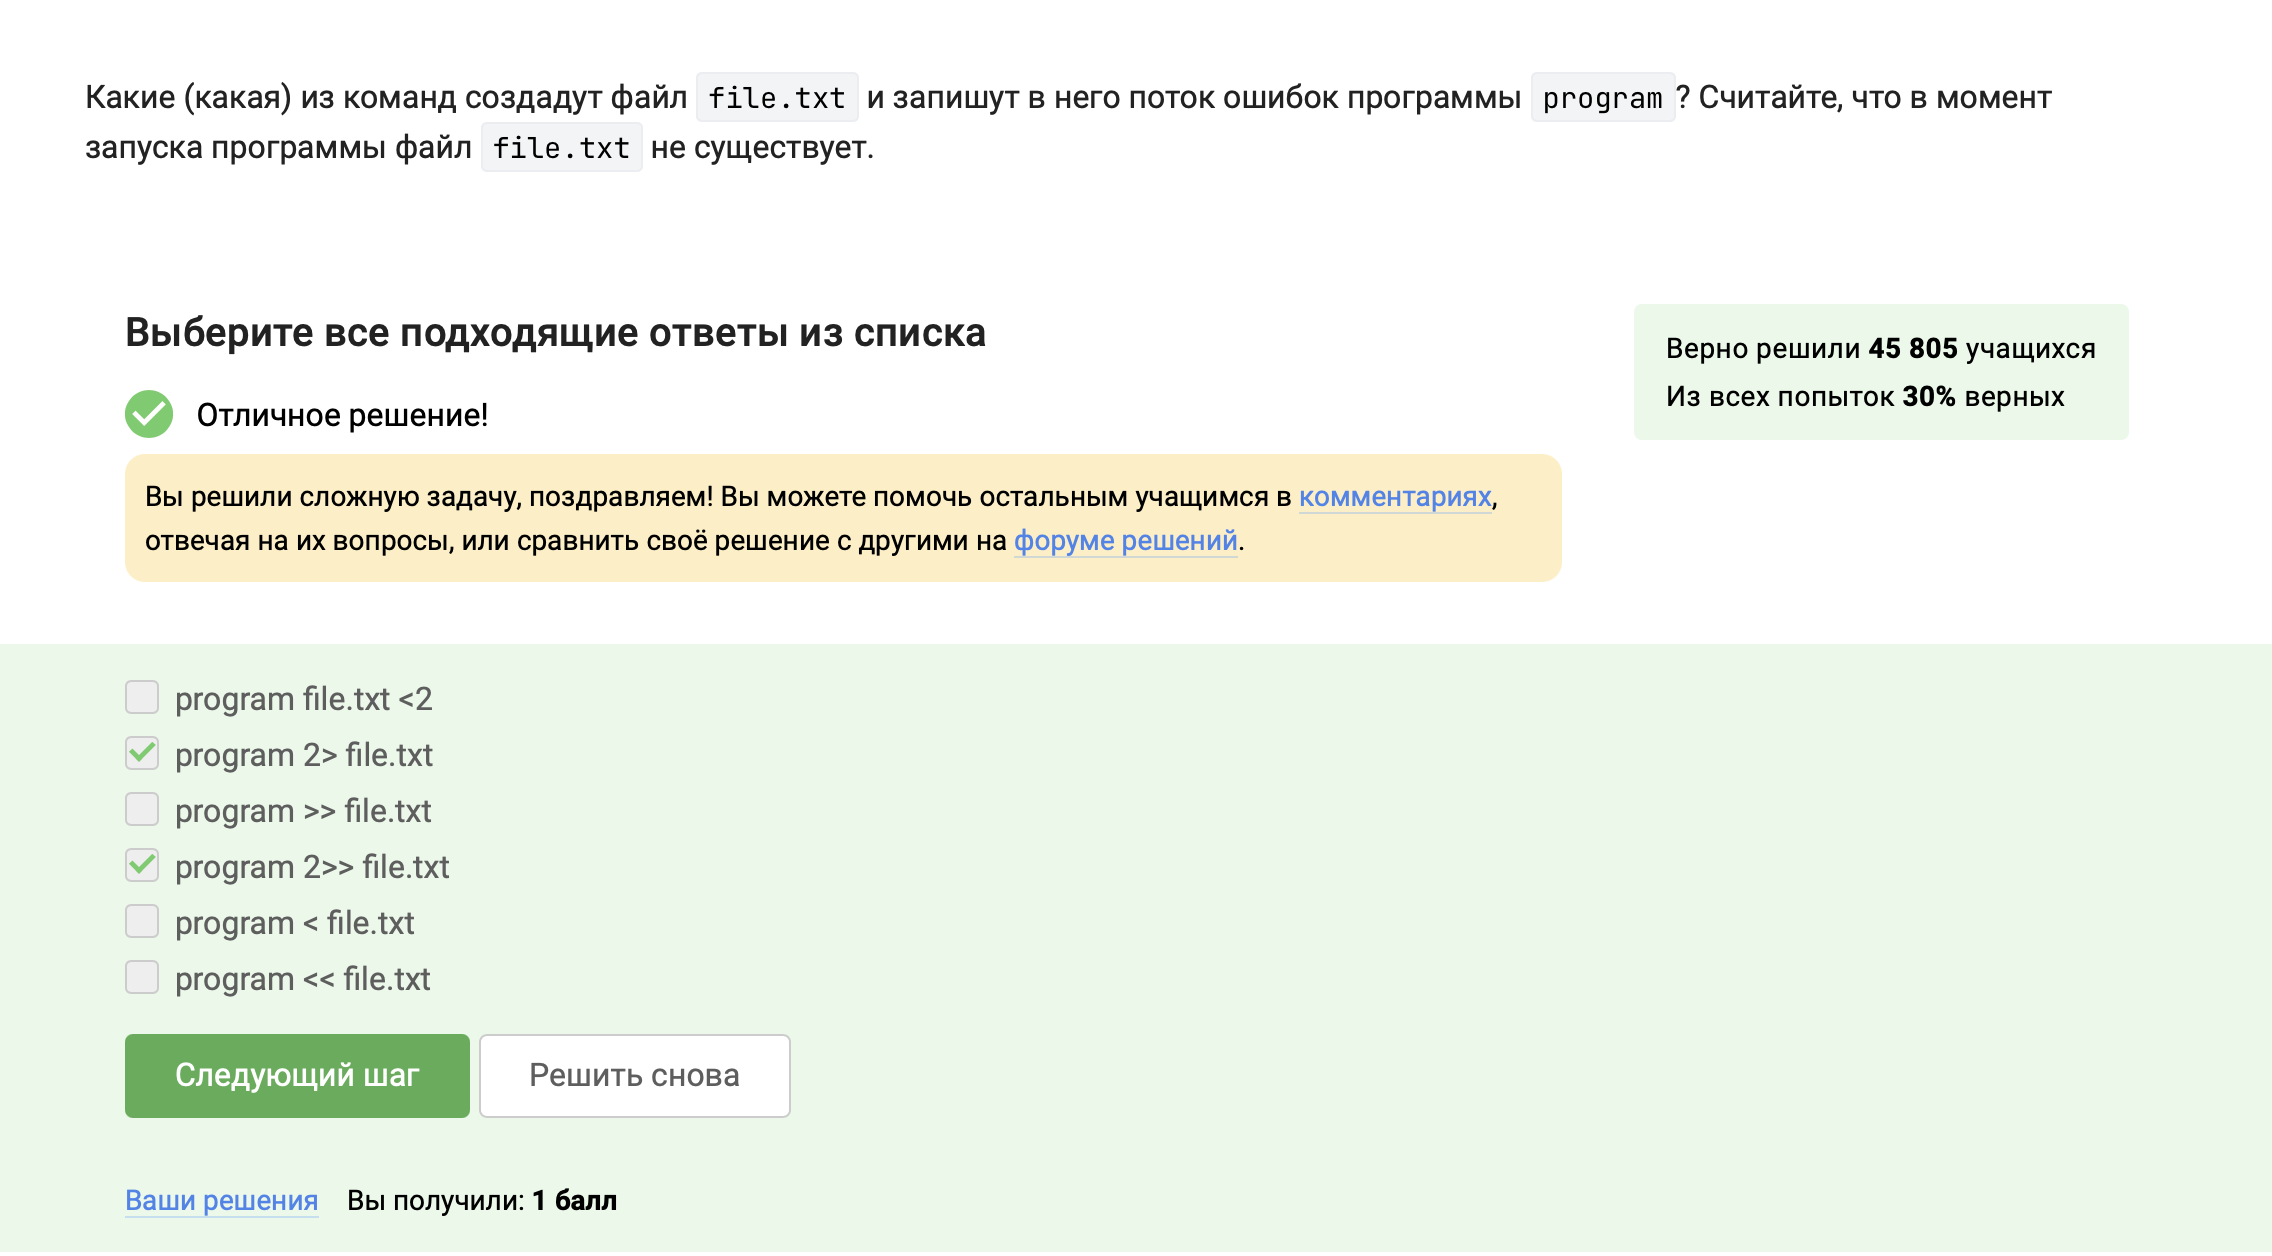 Какие (какая) из команд создадут файл file.txt и запишут в него поток ошибок программы program? Считайте, что в момент
запуска программы файл file.txt не существует.
Выберите все подходящие ответы из списка
Верно решили 45 805 учащихся
Из всех попыток 30% верных
Отличное решение!
Вы решили сложную задачу, поздравляем! Вы можете помочь остальным учащимся в комментариях,
отвечая на их вопросы, или сравнить своё решение с другими на форуме решений.
program file.txt <2
program 2> file.txt
program >> file.txt
program 2>> file.txt
program < file.txt
program << file.txt
Следующий шаг
Решить снова
Ваши решения
Вы получили: 1 балл